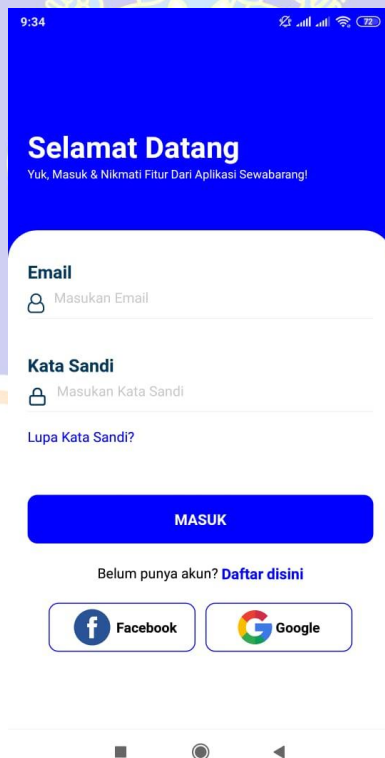 9:34
72
Selamat Datang
Yuk, Masuk & Nikmati Fitur Dari Aplikasi Sewabarang!
Email
Masukan Email
Kata Sandi
Masukan Kata Sandi
Lupa Kata Sandi?
MASUK
Belum punya akun? Daftar disini
Facebook
Google